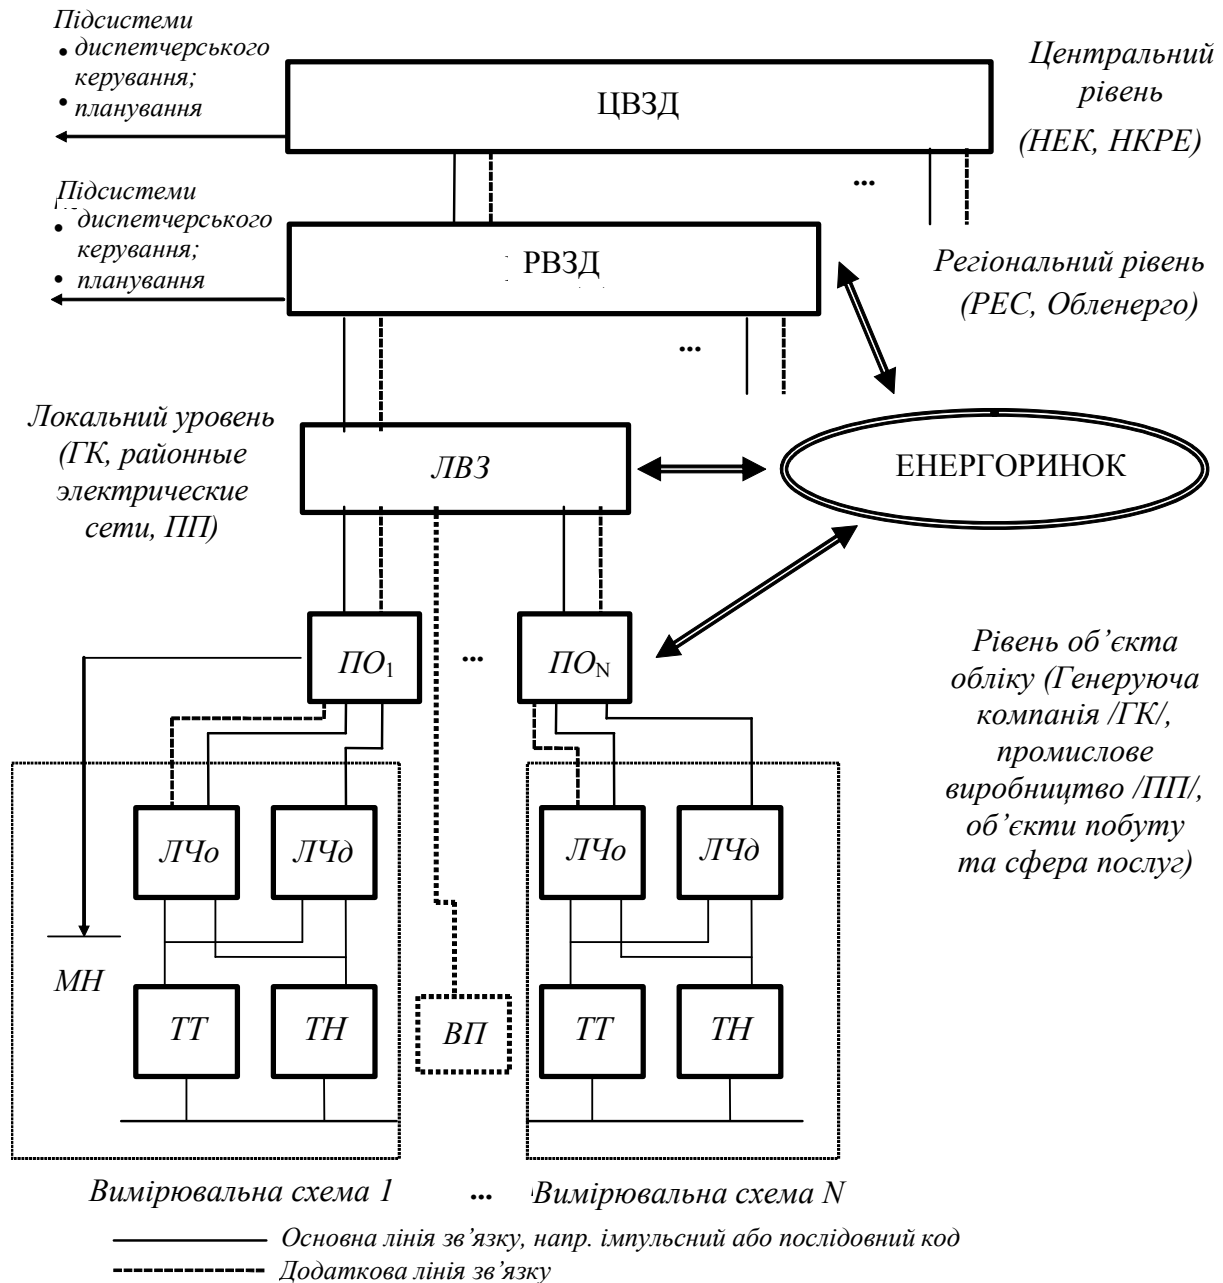 Підсистеми
• диспетчерського
керування;
• планування
ЦВЗД
Центральний
рівень
(НЕК, НКРЕ)
...
Підсистеми
• диспетчерського
керування;
• планування
РВЗД
Регіональний рівень
(РЕС, Обленерго)
...
Локальний уровень
(ГК, районные
электрические
сети, ПП)
ЛВЗ
ЕНЕРГОРИНОК
ПО1
...
ПОN
Рівень об’єкта
обліку (Генеруюча
компанія /ГК/,
промислове
виробництво /ПП/,
об’єкти побуту
та сфера послуг)
ЛЧо
ЛЧд
ЛЧо
ЛЧд
МН
ТТ
ТН
ВП
ТТ
ТН
Вимірювальна схема 1
...
Вимірювальна схема N
Основна лінія зв’язку, напр. імпульсний або послідовний код
Додаткова лінія зв’язку